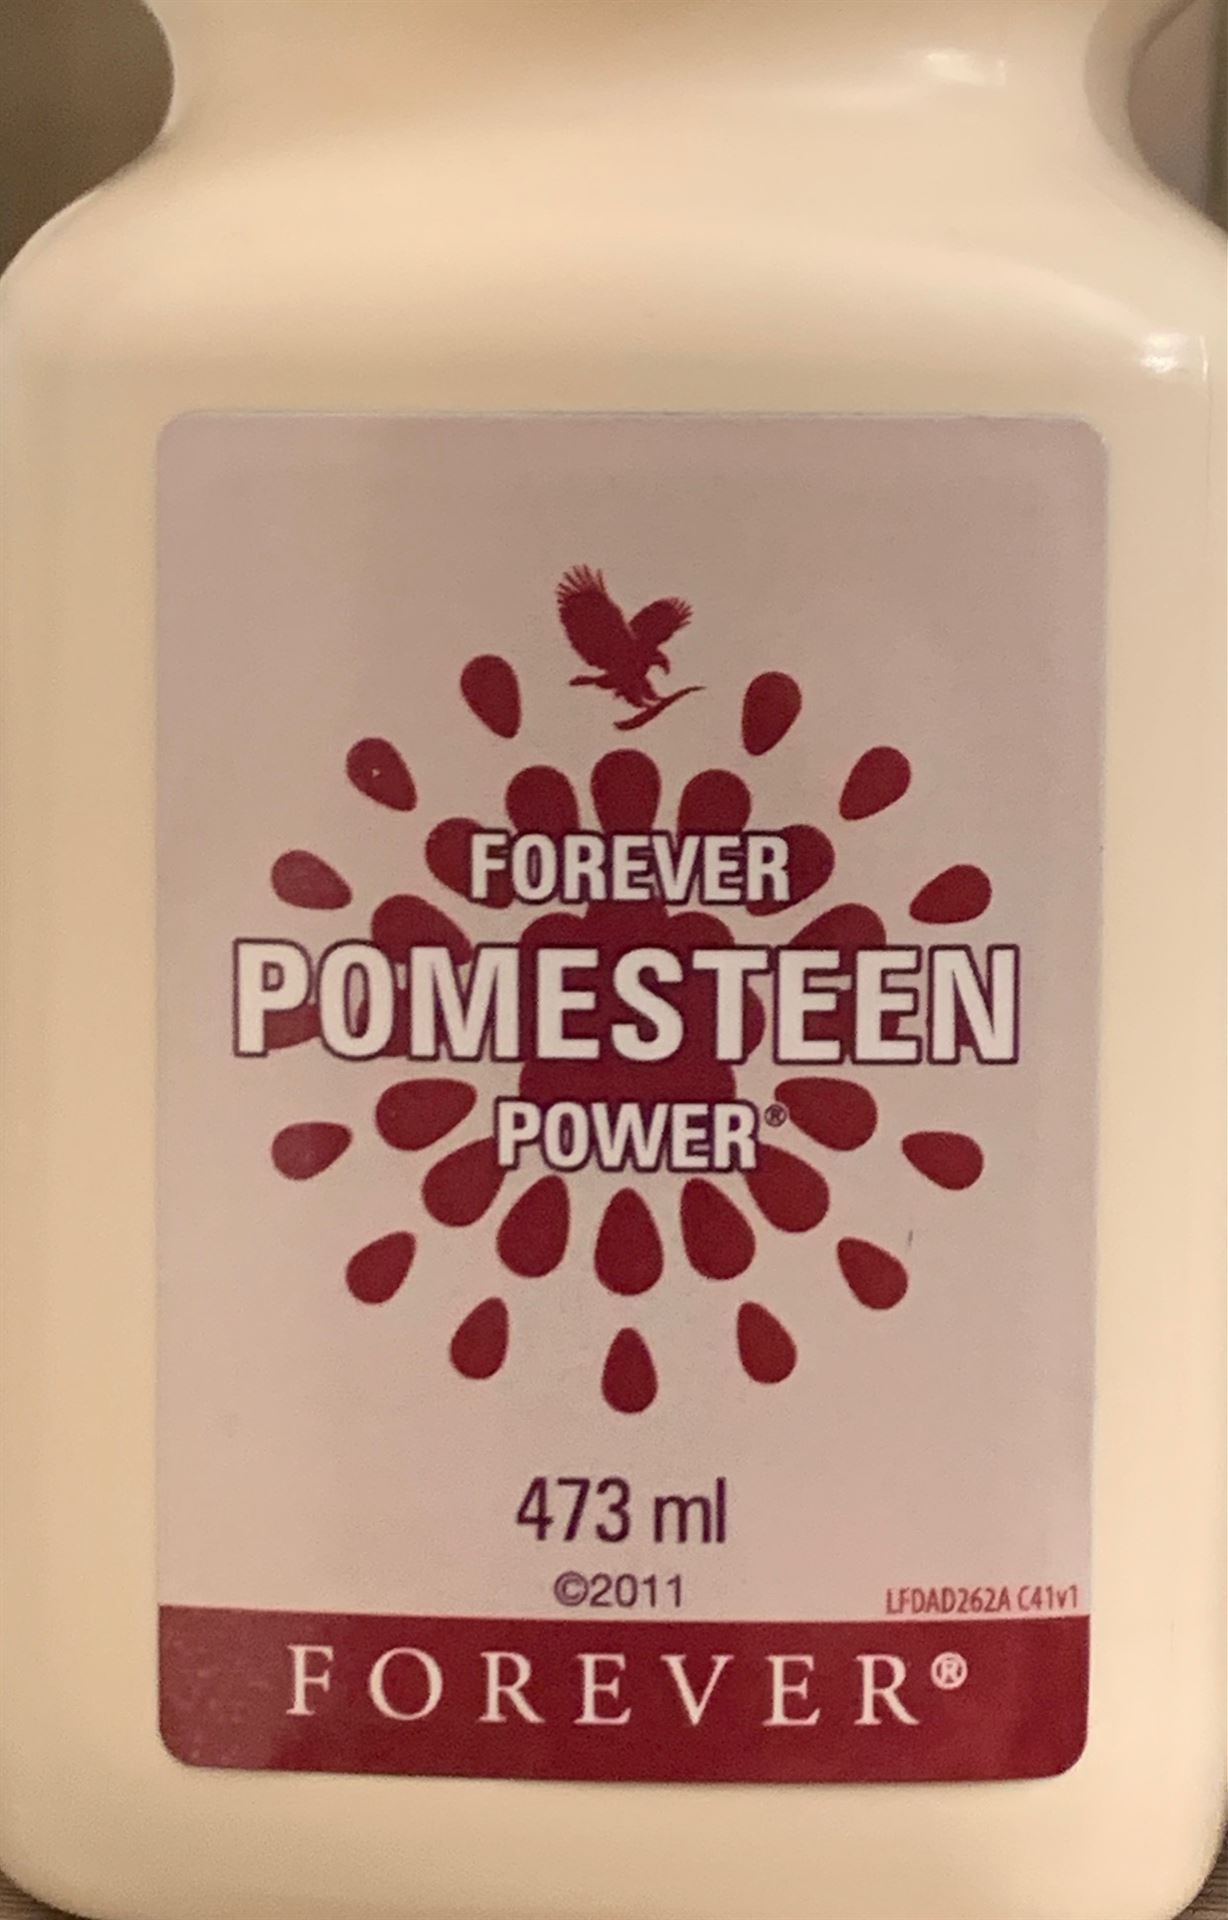 FOREVER
POMESTEEN
POWER®
473 ml
©2011
LFDAD262A C41v1
FOREVER®